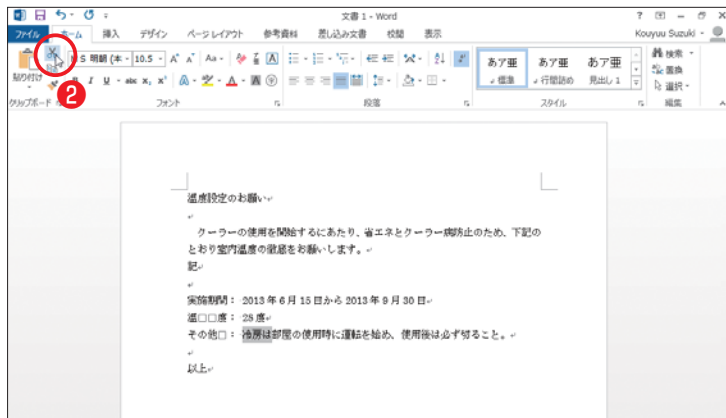 文書 1 - Word
ファイル ホーム 挿入 デザイン ページレイアウト 参考資料 差し込み文書 校閲 表示 Kouyuu Suzuki
MS 明朝 (本 10.5 A A Aa 検索
あア亜 あア亜 あア亜 置換
貼り付け B I U abc x₂ x² A A 標準 行間詰め 見出し 1 選択
クリップボード フォント 段落 スタイル 編集
2
温度設定のお願い
クーラーの使用を開始するにあたり、省エネとクーラー病防止のため、下記の
とおり室内温度の徹底をお願いします。
記
実施期間: 2013 年 6 月 15 日から 2013 年 9 月 30 日
温□□度: 28 度
その他□: 冷房は部屋の使用時に運転を始め、使用後は必ず切ること。
以上